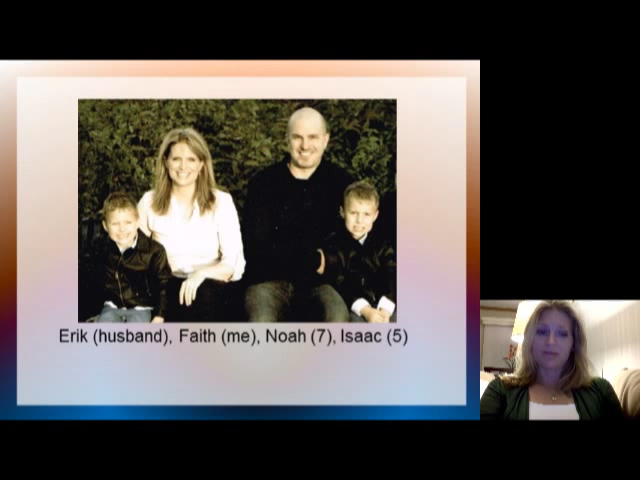 Erik (husband), Faith (me), Noah (7), Isaac (5)